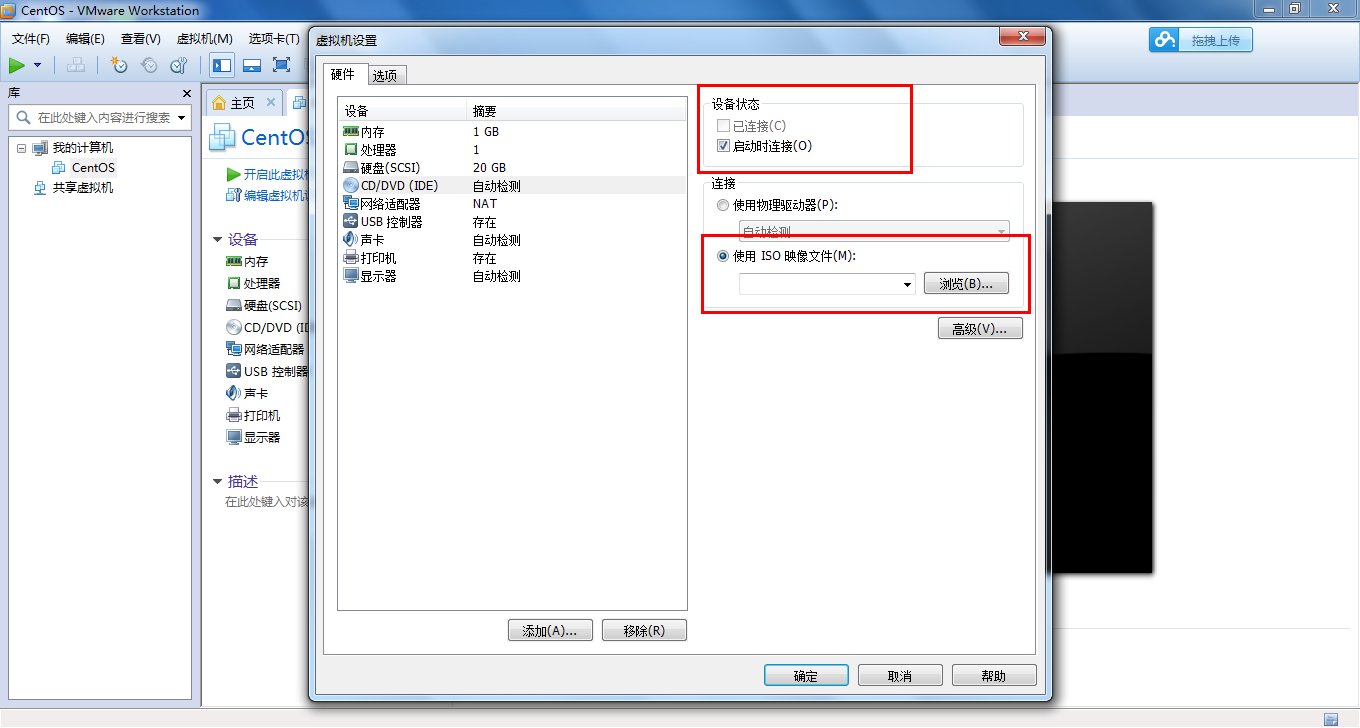 CentOS - VMware Workstation
文件(F) 编辑(E) 查看(V) 虚拟机(M) 选项卡(T)
拖拽上传
库
在此处键入内容进行搜索
我的计算机
CentOS
共享虚拟机
主页
CentOS
开启此虚拟
编辑虚拟机
设备
内存
处理器
硬盘(SCSI)
CD/DVD (ID
网络适配器
USB 控制器
声卡
打印机
显示器
描述
在此处键入对该
虚拟机设置
硬件 选项
设备 摘要
内存 1 GB
处理器 1
硬盘(SCSI) 20 GB
CD/DVD (IDE) 自动检测
网络适配器 NAT
USB 控制器 存在
声卡 自动检测
打印机 存在
显示器 自动检测
添加(A)... 移除(R)
设备状态
已连接(C)
启动时连接(O)
连接
使用物理驱动器(P):
自动检测
使用 ISO 映像文件(M):
浏览(B)...
高级(V)...
确定 取消 帮助